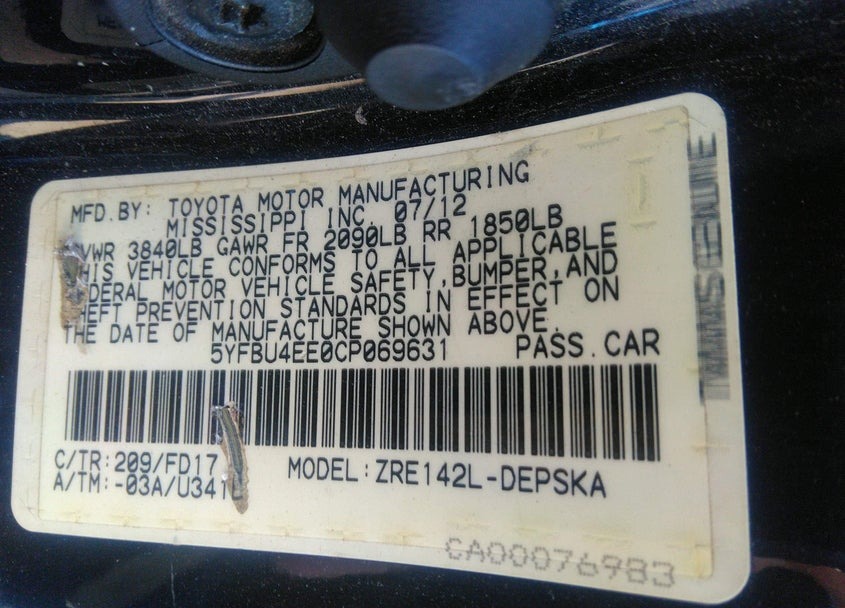 MFD.BY: TOYOTA MOTOR MANUFACTURING
MISSISSIPPI INC. 07/12
GVWR 3840LB GAWR FR 2090LB RR 1850LB
THIS VEHICLE CONFORMS TO ALL APPLICABLE
FEDERAL MOTOR VEHICLE SAFETY,BUMPER,AND
THEFT PREVENTION STANDARDS IN EFFECT ON
THE DATE OF MANUFACTURE SHOWN ABOVE.
5YFBU4EE0CP069631 PASS.CAR
C/TR:209/FD17
A/TM:-03A/U341
MODEL:ZRE142L-DEPSKA
CA00076983